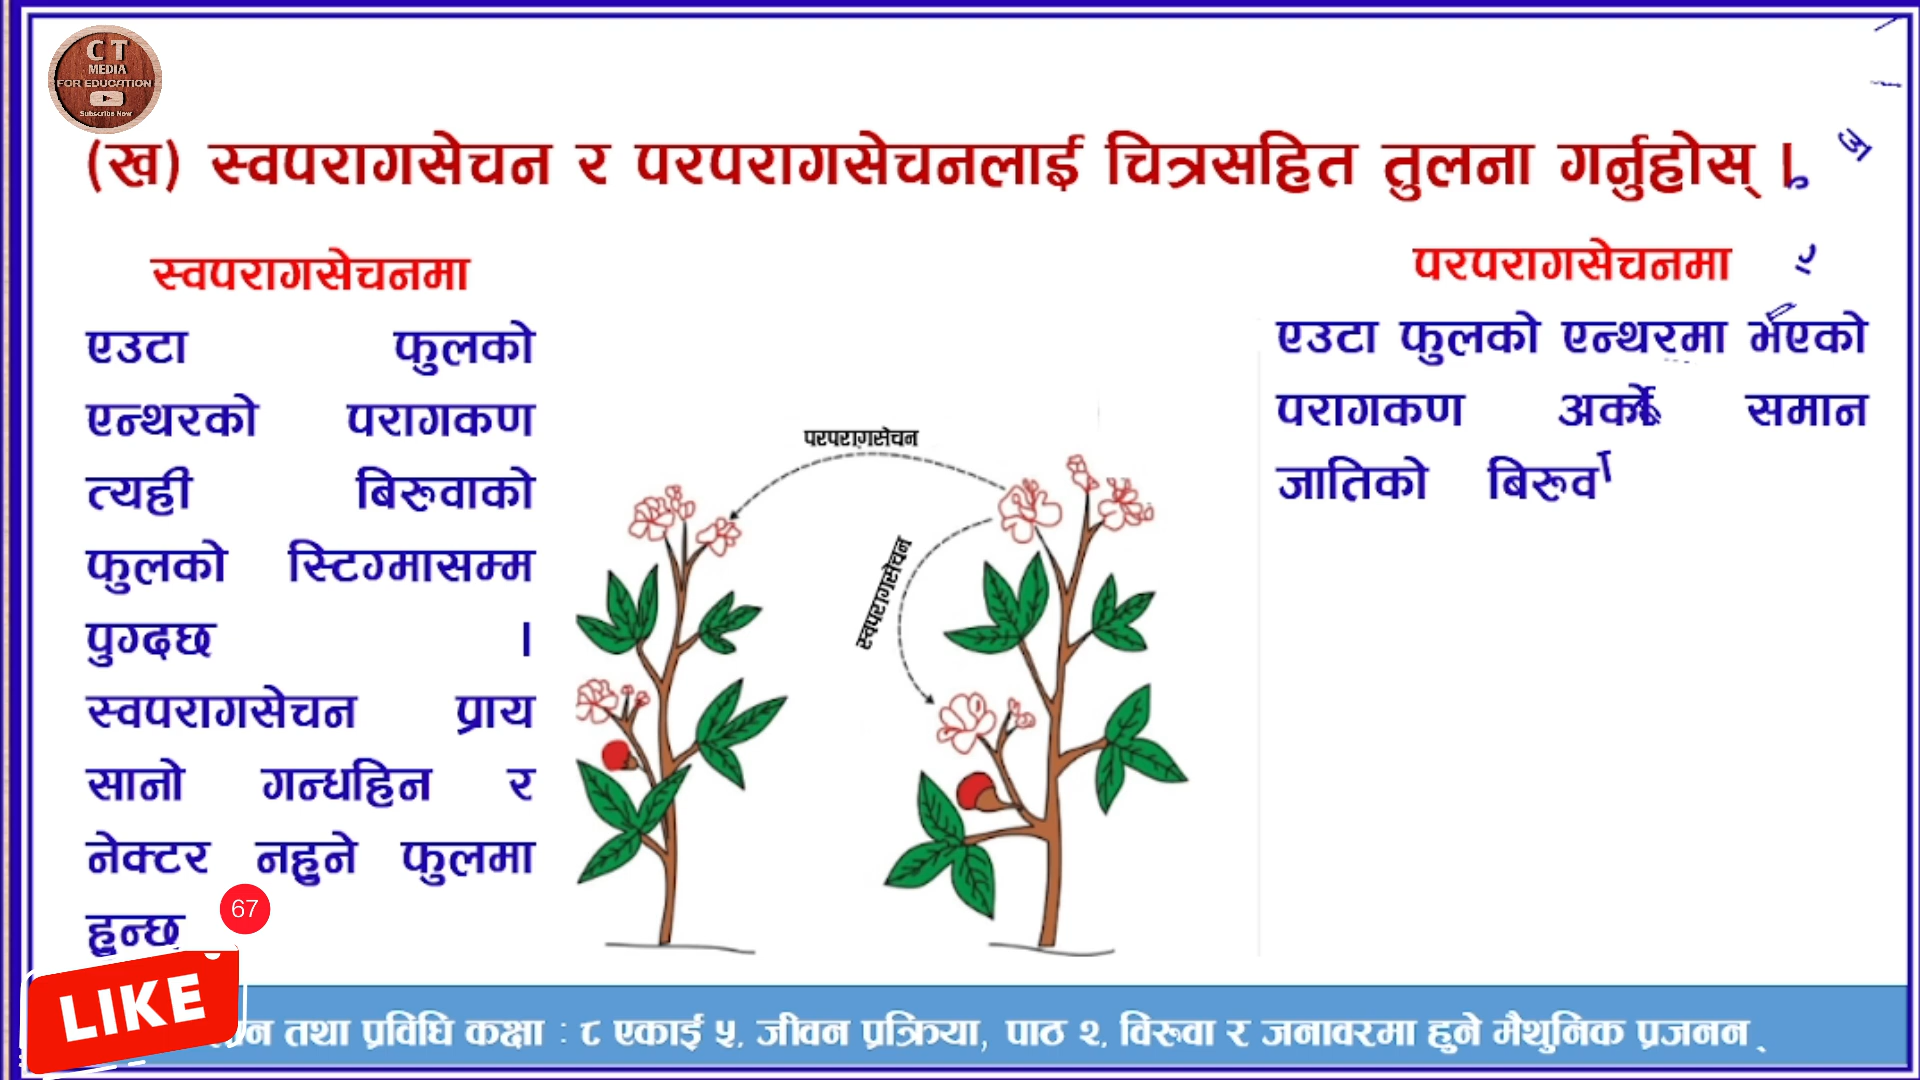 C T
MEDIA
FOR EDUCATION
Subscribe Now
(ख) स्वपरागसेचन र परपरागसेचनलाई चित्रसहित तुलना गर्नुहोस् ।
स्वपरागसेचनमा
एउटा फुलको
एन्थरको परागकण
त्यही बिरूवाको
फुलको स्टिग्मासम्म
पुग्दछ ।
स्वपरागसेचन प्राय
सानो गन्धहिन र
नेक्टर नहुने फुलमा
हुन्छ
परपरागसेचन
स्वपरागसेचन
परपरागसेचनमा
एउटा फुलको एन्थरमा भएको
परागकण समान
जातिको बिरूवा
67
LIKE
तथा प्रविधि कक्षा : ८ एकाई ५. जीवन प्रक्रिया, पाठ २. विरूवा र जनावरमा हुने मैथुनिक प्रजनन